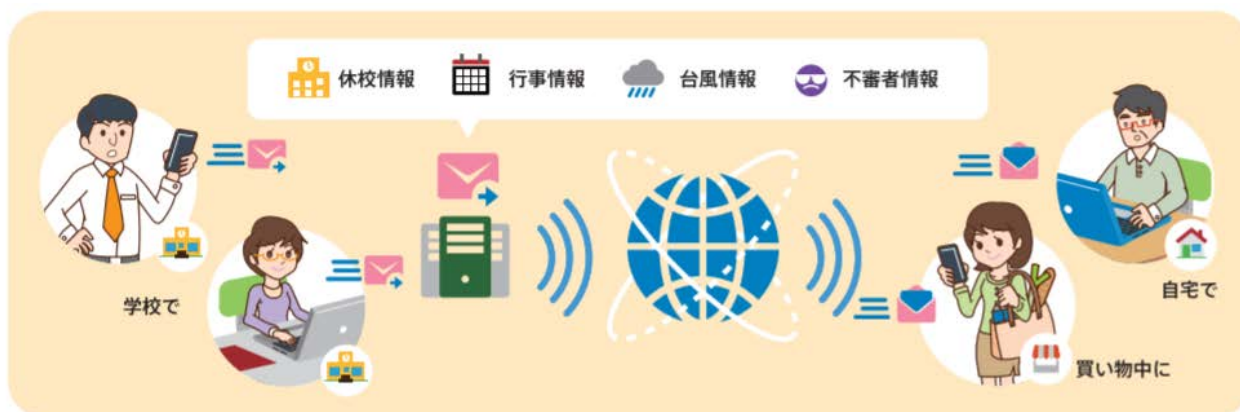 休校情報
行事情報
台風情報
不審者情報
学校で
自宅で
買い物中に